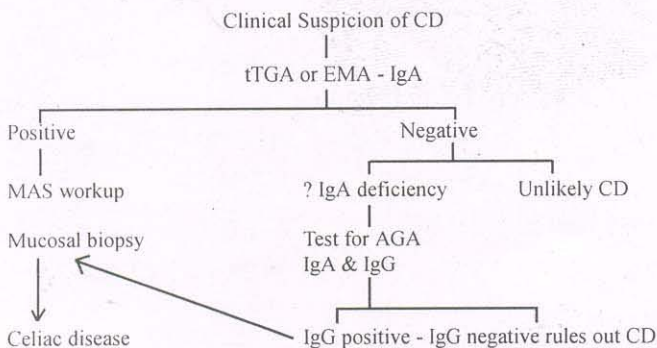 Clinical Suspicion of CD
tTGA or EMA - IgA
Positive
Negative
MAS workup
? IgA deficiency
Unlikely CD
Mucosal biopsy
Test for AGA
IgA & IgG
Celiac disease
IgG positive - IgG negative rules out CD